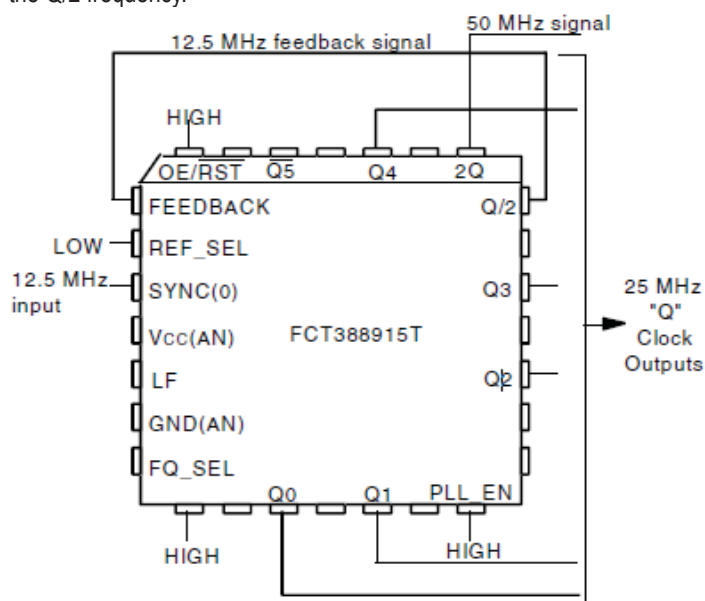 the Q/2 frequency.
12.5 MHz feedback signal
50 MHz signal
HIGH
OE/RST Q5 Q4 2Q
FEEDBACK Q/2
LOW REF_SEL
12.5 MHz
input
SYNC(0) Q3
VCC(AN) FCT388915T
25 MHz
"Q"
Clock
Outputs
LF Q2
GND(AN)
FQ_SEL
Q0 Q1 PLL_EN
HIGH HIGH